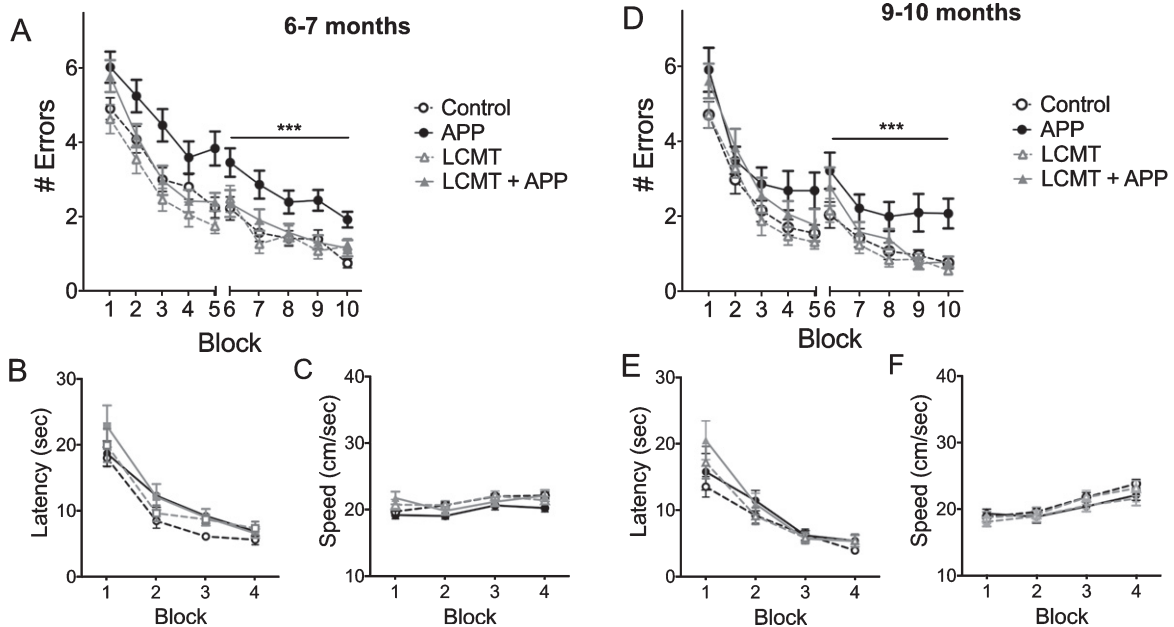 A
6-7 months
# Errors
6
4
2
0
***
Control
APP
LCMT
LCMT + APP
1 2 3 4 5 6 7 8 9 10
Block
D
9-10 months
# Errors
6
4
2
0
***
Control
APP
LCMT
LCMT + APP
1 2 3 4 5 6 7 8 9 10
Block
B
Latency (sec)
30
20
10
0
1 2 3 4
Block
C
Speed (cm/sec)
40
30
20
10
1 2 3 4
Block
E
Latency (sec)
30
20
10
0
1 2 3 4
Block
F
Speed (cm/sec)
40
30
20
10
1 2 3 4
Block